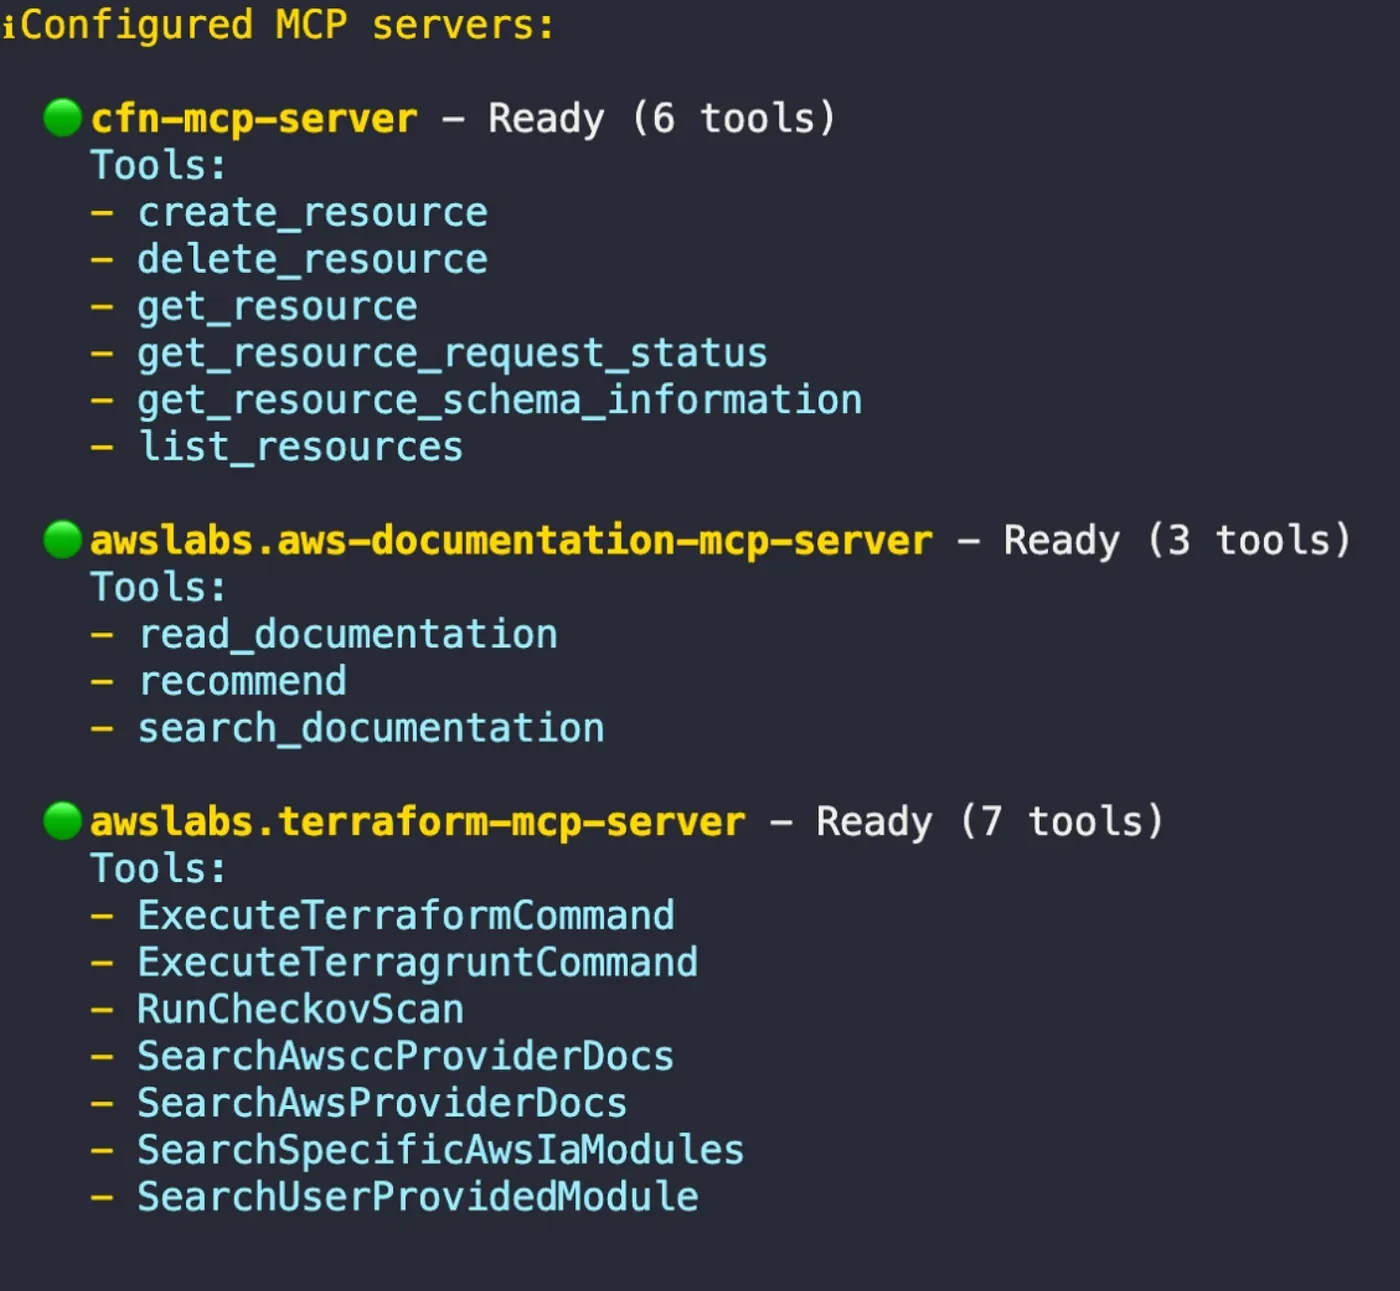 ℹConfigured MCP servers:
cfn-mcp-server - Ready (6 tools)
Tools:
- create_resource
- delete_resource
- get_resource
- get_resource_request_status
- get_resource_schema_information
- list_resources
awslabs.aws-documentation-mcp-server - Ready (3 tools)
Tools:
- read_documentation
- recommend
- search_documentation
awslabs.terraform-mcp-server - Ready (7 tools)
Tools:
- ExecuteTerraformCommand
- ExecuteTerragruntCommand
- RunCheckovScan
- SearchAwsccProviderDocs
- SearchAwsProviderDocs
- SearchSpecificAwsIaModules
- SearchUserProvidedModule